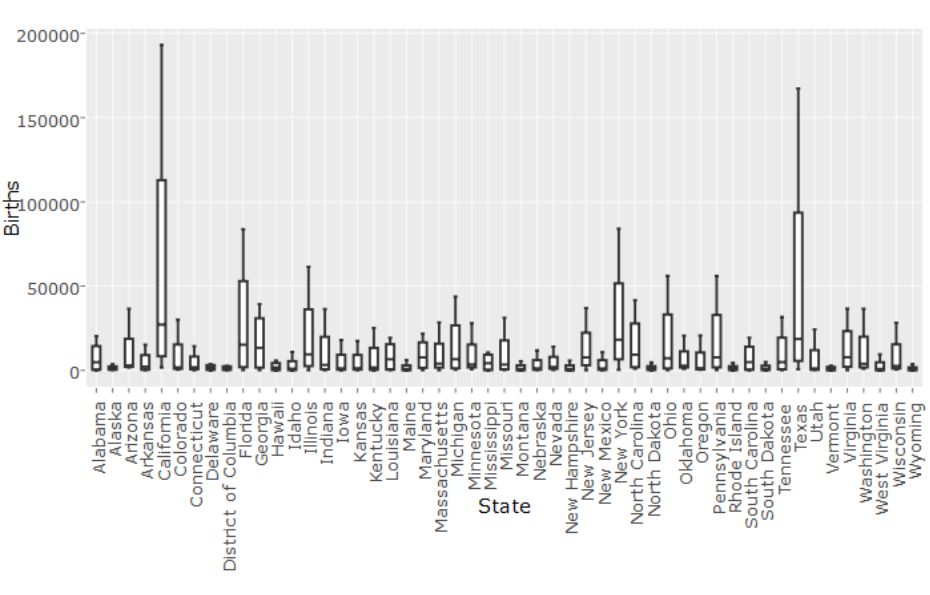 200000
150000
100000
50000
0
Births
Alabama
Alaska
Arizona
Arkansas
California
Colorado
Connecticut
Delaware
District of Columbia
Florida
Georgia
Hawaii
Idaho
Illinois
Indiana
Iowa
Kansas
Kentucky
Louisiana
Maine
Maryland
Massachusetts
Michigan
Minnesota
Mississippi
Missouri
Montana
Nebraska
Nevada
New Hampshire
New Jersey
New Mexico
New York
North Carolina
North Dakota
Ohio
Oklahoma
Oregon
Pennsylvania
Rhode Island
South Carolina
South Dakota
Tennessee
Texas
Utah
Vermont
Virginia
Washington
West Virginia
Wisconsin
Wyoming
State